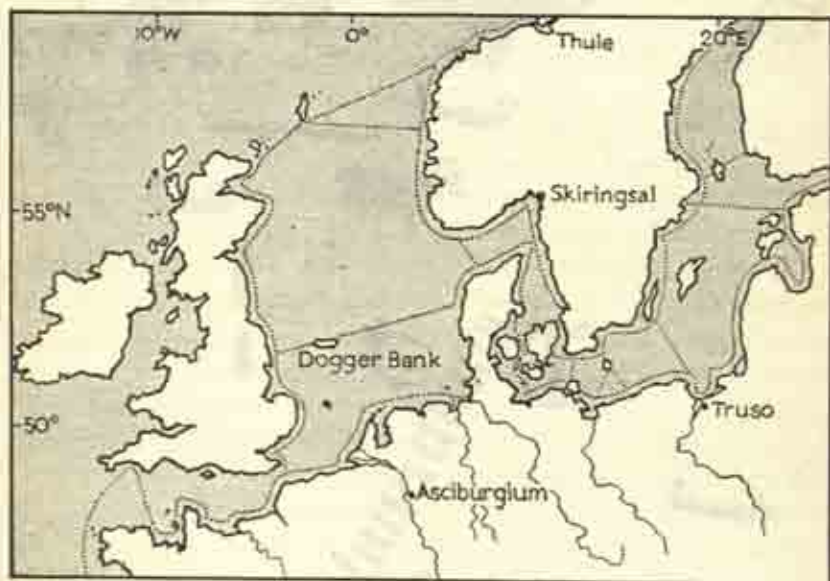 10°W
0°
20°E
Thule
Skiringsal
55°N
Dogger Bank
50°
Truso
Asciburgium